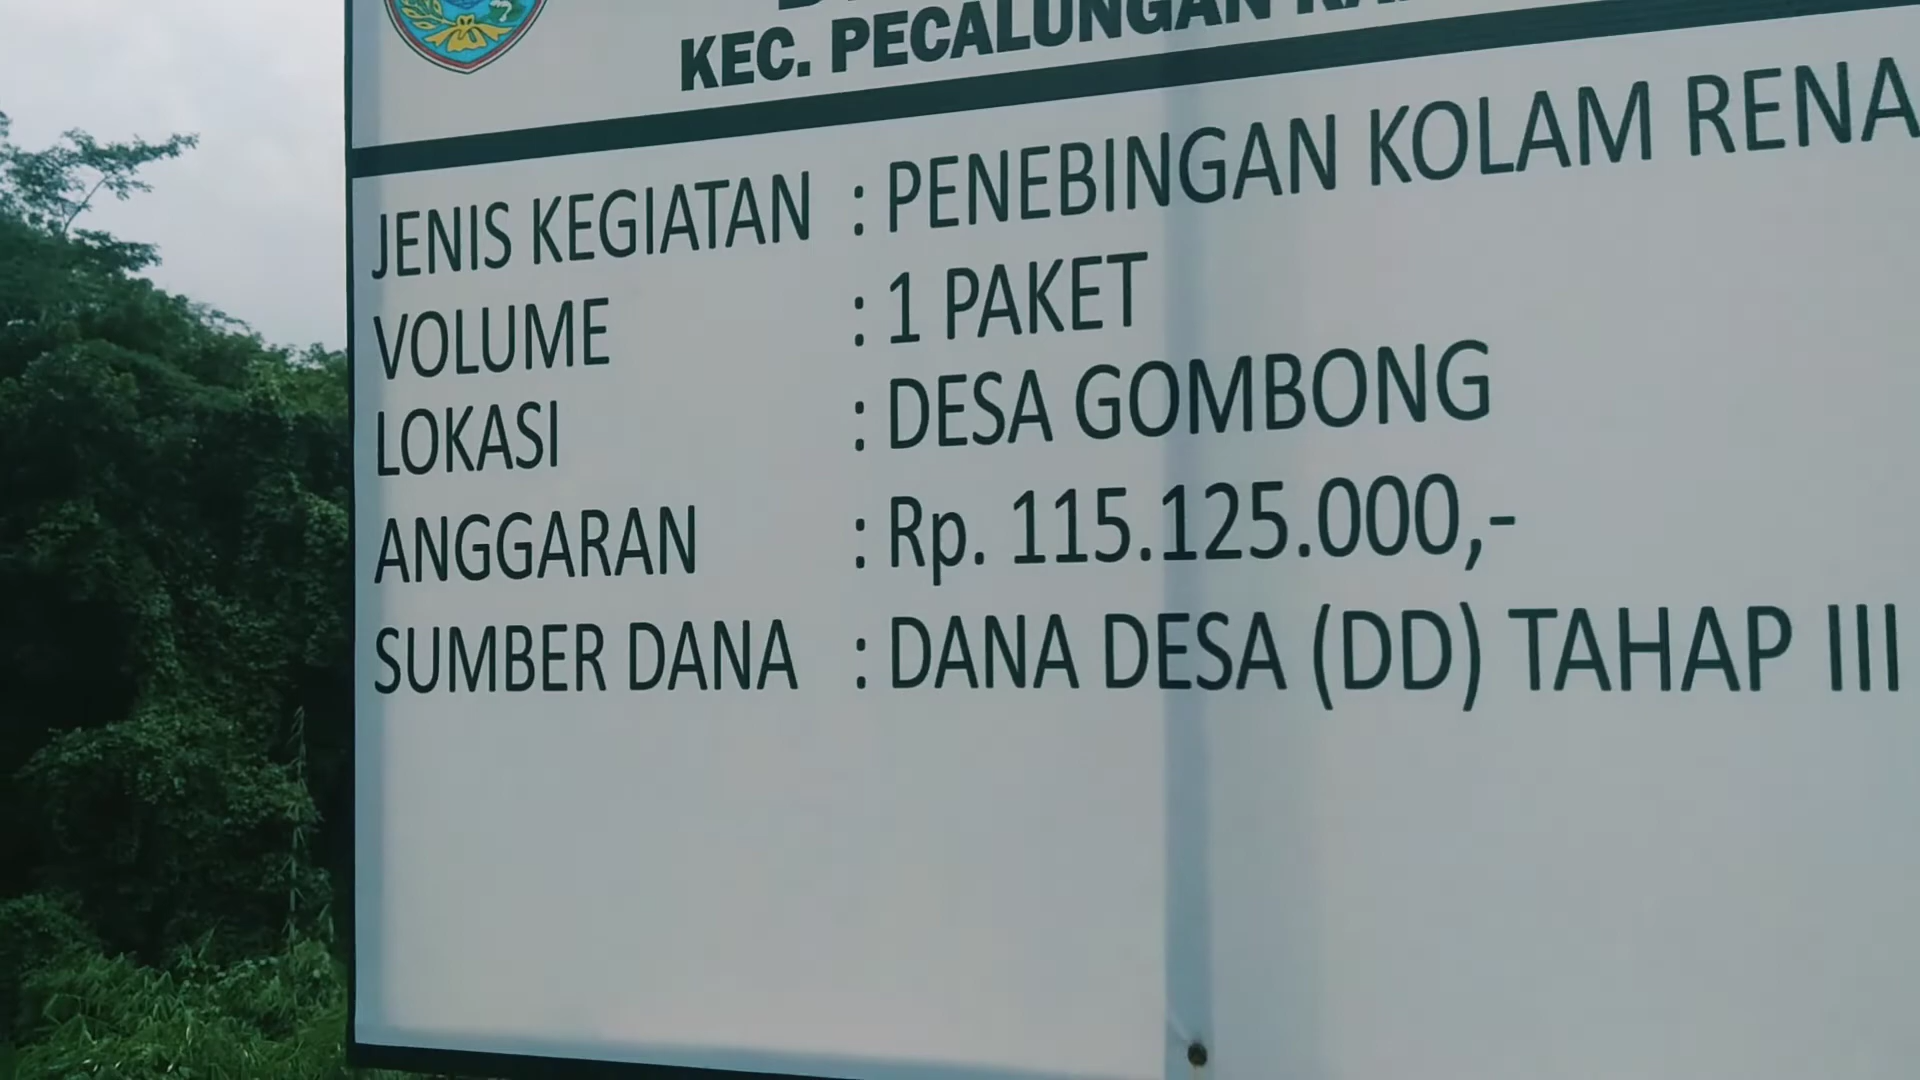 KEC. PECALUNGAN
JENIS KEGIATAN : PENEBINGAN KOLAM RENA
VOLUME : 1 PAKET
LOKASI : DESA GOMBONG
ANGGARAN : Rp. 115.125.000,-
SUMBER DANA : DANA DESA (DD) TAHAP III